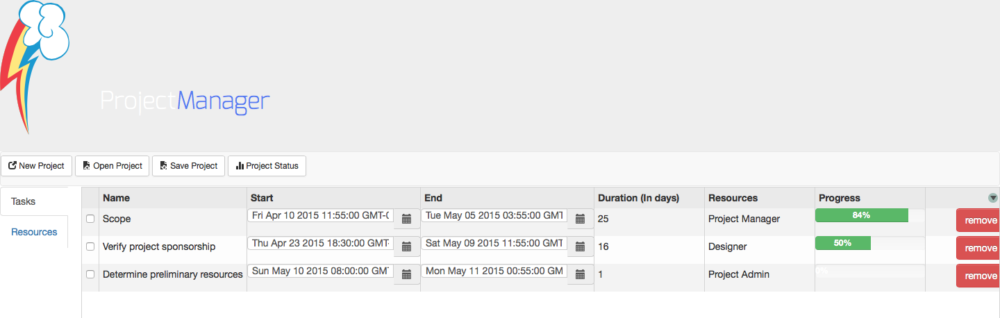 ProjectManager
New Project Open Project Save Project Project Status
Tasks
Resources
Name Start End Duration (In days) Resources Progress
Scope Fri Apr 10 2015 11:55:00 GMT-0 Tue May 05 2015 03:55:00 GMT 25 Project Manager 84% remove
Verify project sponsorship Thu Apr 23 2015 18:30:00 GMT- Sat May 09 2015 11:55:00 GMT 16 Designer 50% remove
Determine preliminary resources Sun May 10 2015 08:00:00 GMT Mon May 11 2015 00:55:00 GM 1 Project Admin 0% remove